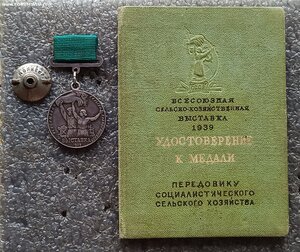 ВСЕСОЮЗНАЯ
СЕЛЬСКО-ХОЗЯЙСТВЕННАЯ
ВЫСТАВКА
1939
УДОСТОВЕРЕНИЕ
К МЕДАЛИ
ПЕРЕДОВИКУ
СОЦИАЛИСТИЧЕСКОГО
СЕЛЬСКОГО ХОЗЯЙСТВА